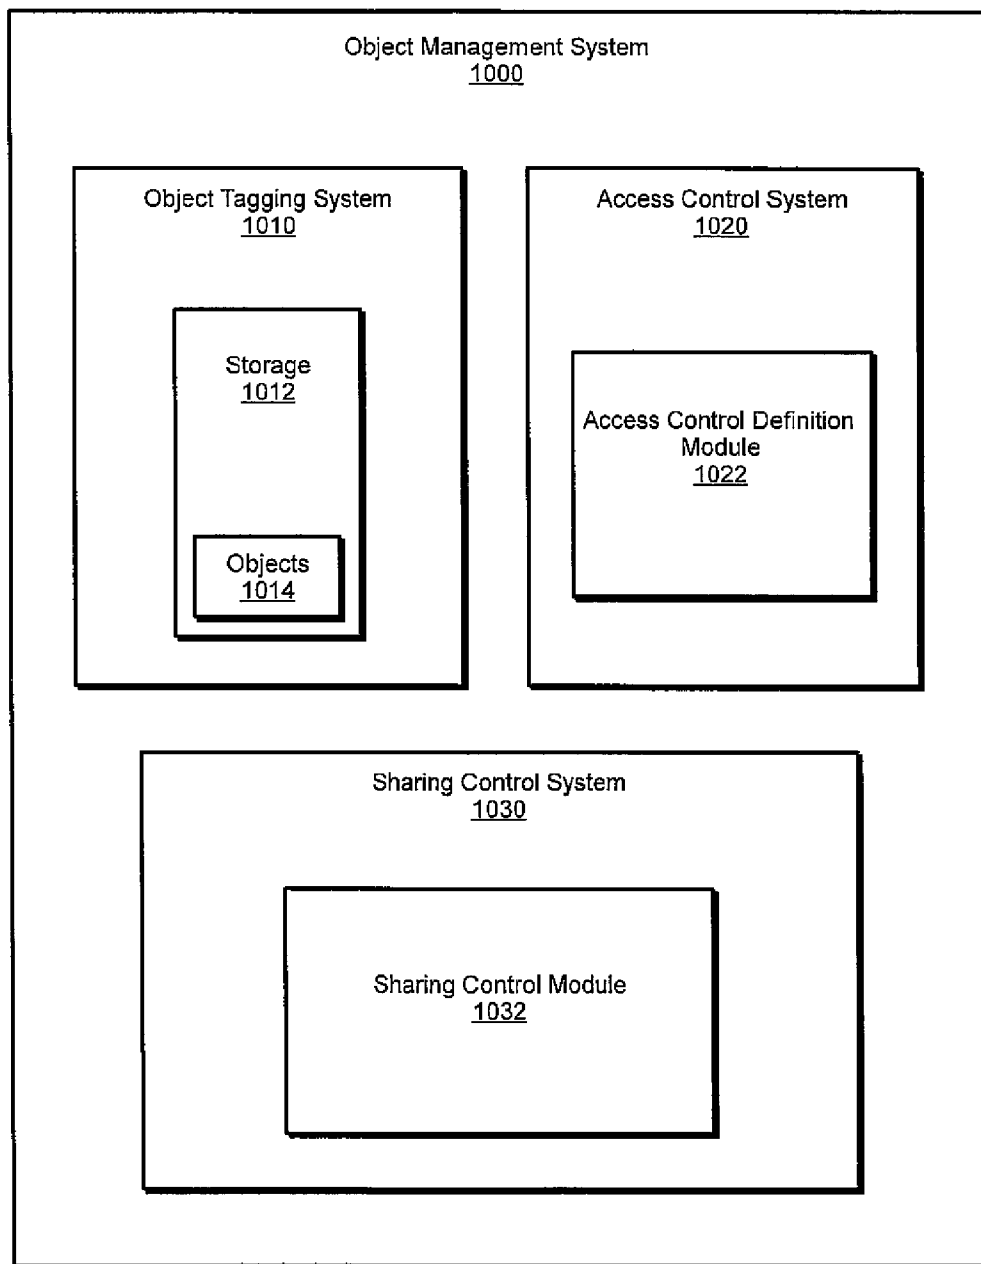 Object Management System
1000
Object Tagging System
1010
Storage
1012
Objects
1014
Access Control System
1020
Access Control Definition
Module
1022
Sharing Control System
1030
Sharing Control Module
1032